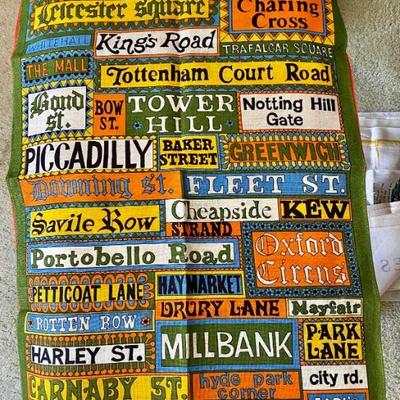 Leicester Square
Charing
Cross
WHITEHALL
King's Road
TRAFALGAR SQUARE
THE MALL
Tottenham Court Road
Bond
st.
BOW
ST.
TOWER
HILL
Notting Hill
Gate
PICCADILLY
BAKER
STREET
GREENWICH
Downing st.
FLEET ST.
Savile Row
Cheapside
STRAND
KEW
Portobello Road
Oxford
Circus
PETTICOAT LANE
HAYMARKET
DRURY LANE
Mayfair
ROTTEN ROW
HARLEY ST.
MILLBANK
PARK
LANE
city rd.
CARNABY ST.
hyde park
corner